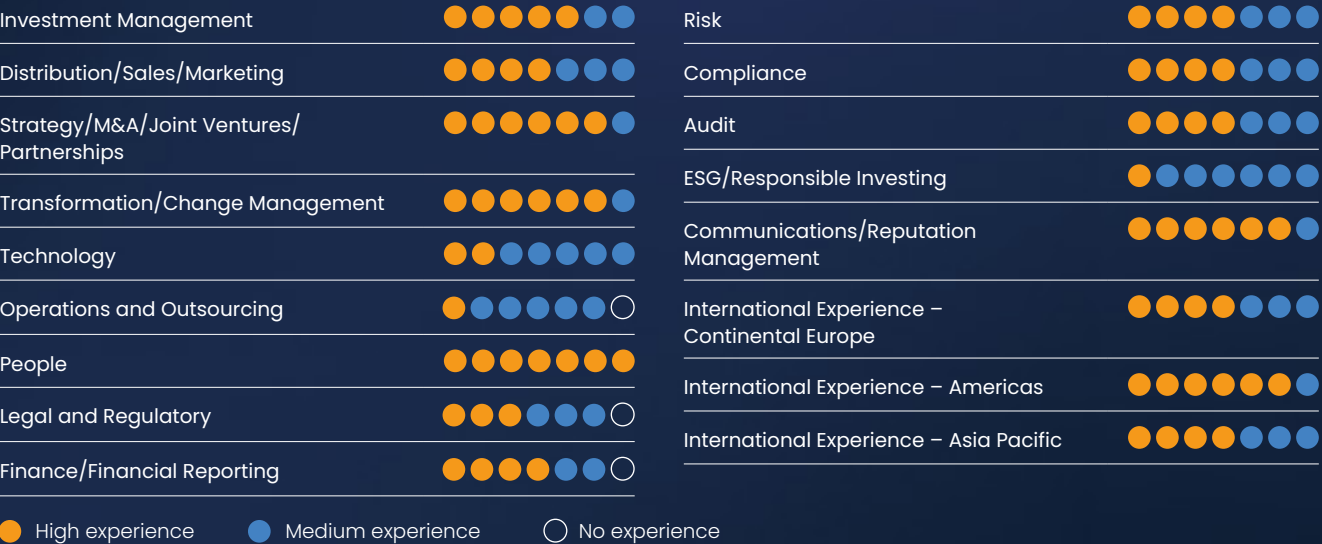 Investment Management
Distribution/Sales/Marketing
Strategy/M&A/Joint Ventures/
Partnerships
Transformation/Change Management
Technology
Operations and Outsourcing
People
Legal and Regulatory
Finance/Financial Reporting
Risk
Compliance
Audit
ESG/Responsible Investing
Communications/Reputation
Management
International Experience –
Continental Europe
International Experience – Americas
International Experience – Asia Pacific
High experience
Medium experience
No experience